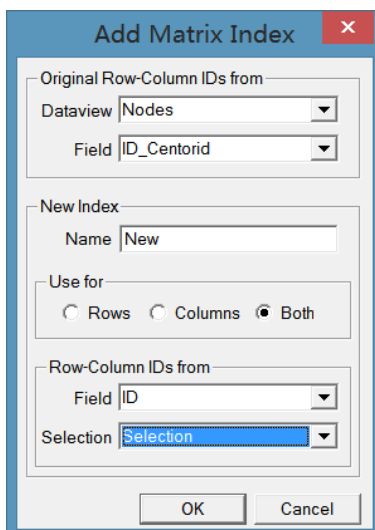 Add Matrix Index
Original Row-Column IDs from
Dataview Nodes
Field ID_Centorid
New Index
Name New
Use for
Rows Columns Both
Row-Column IDs from
Field ID
Selection Selection
OK Cancel